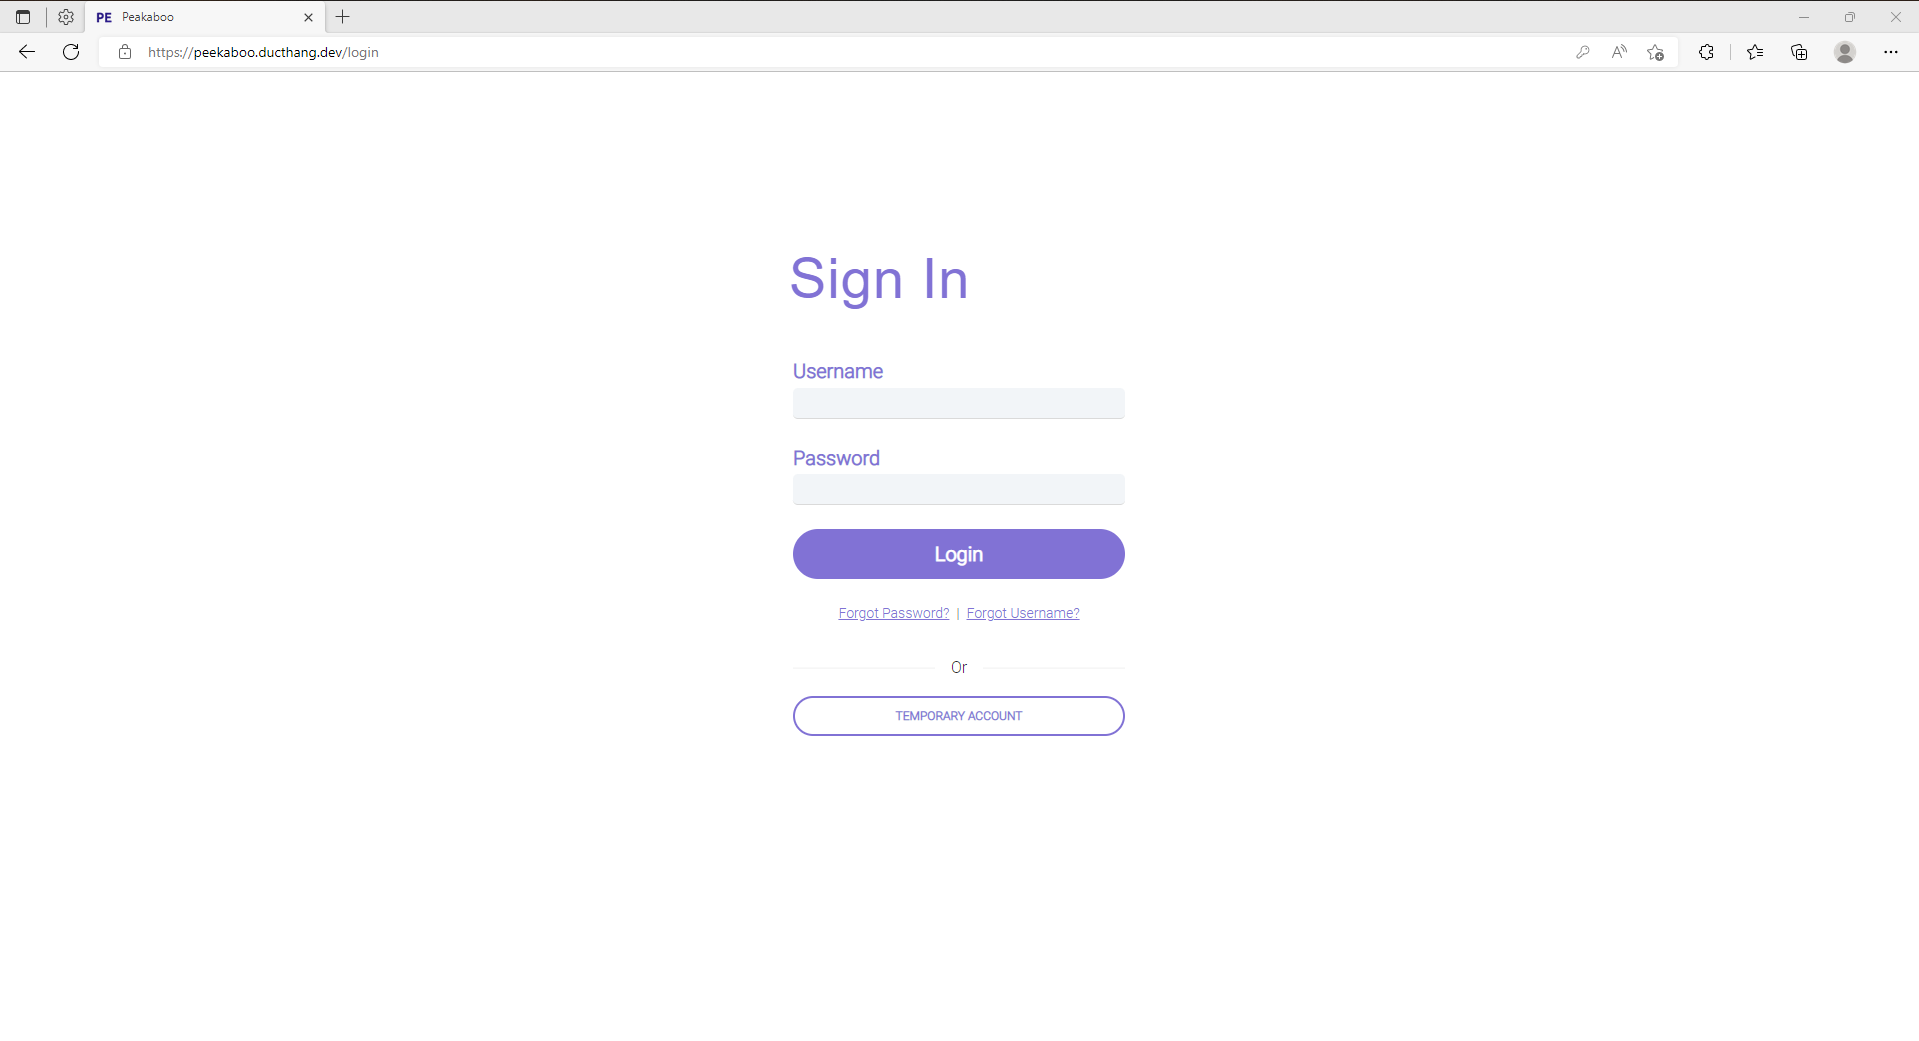 PE Peakaboo
https://peekaboo.ducthang.dev/login
Sign In
Username
Password
Login
Forgot Password? | Forgot Username?
Or
TEMPORARY ACCOUNT